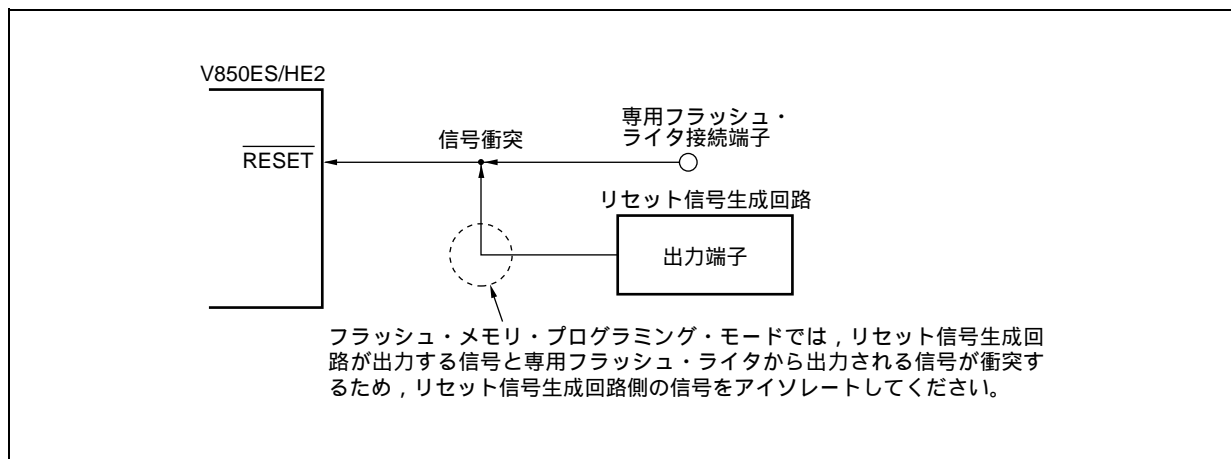 V850ES/HE2
専用フラッシュ・
ライタ接続端子
信号衝突
RESET
リセット信号生成回路
出力端子
フラッシュ・メモリ・プログラミング・モードでは，リセット信号生成回
路が出力する信号と専用フラッシュ・ライタから出力される信号が衝突す
るため，リセット信号生成回路側の信号をアイソレートしてください。